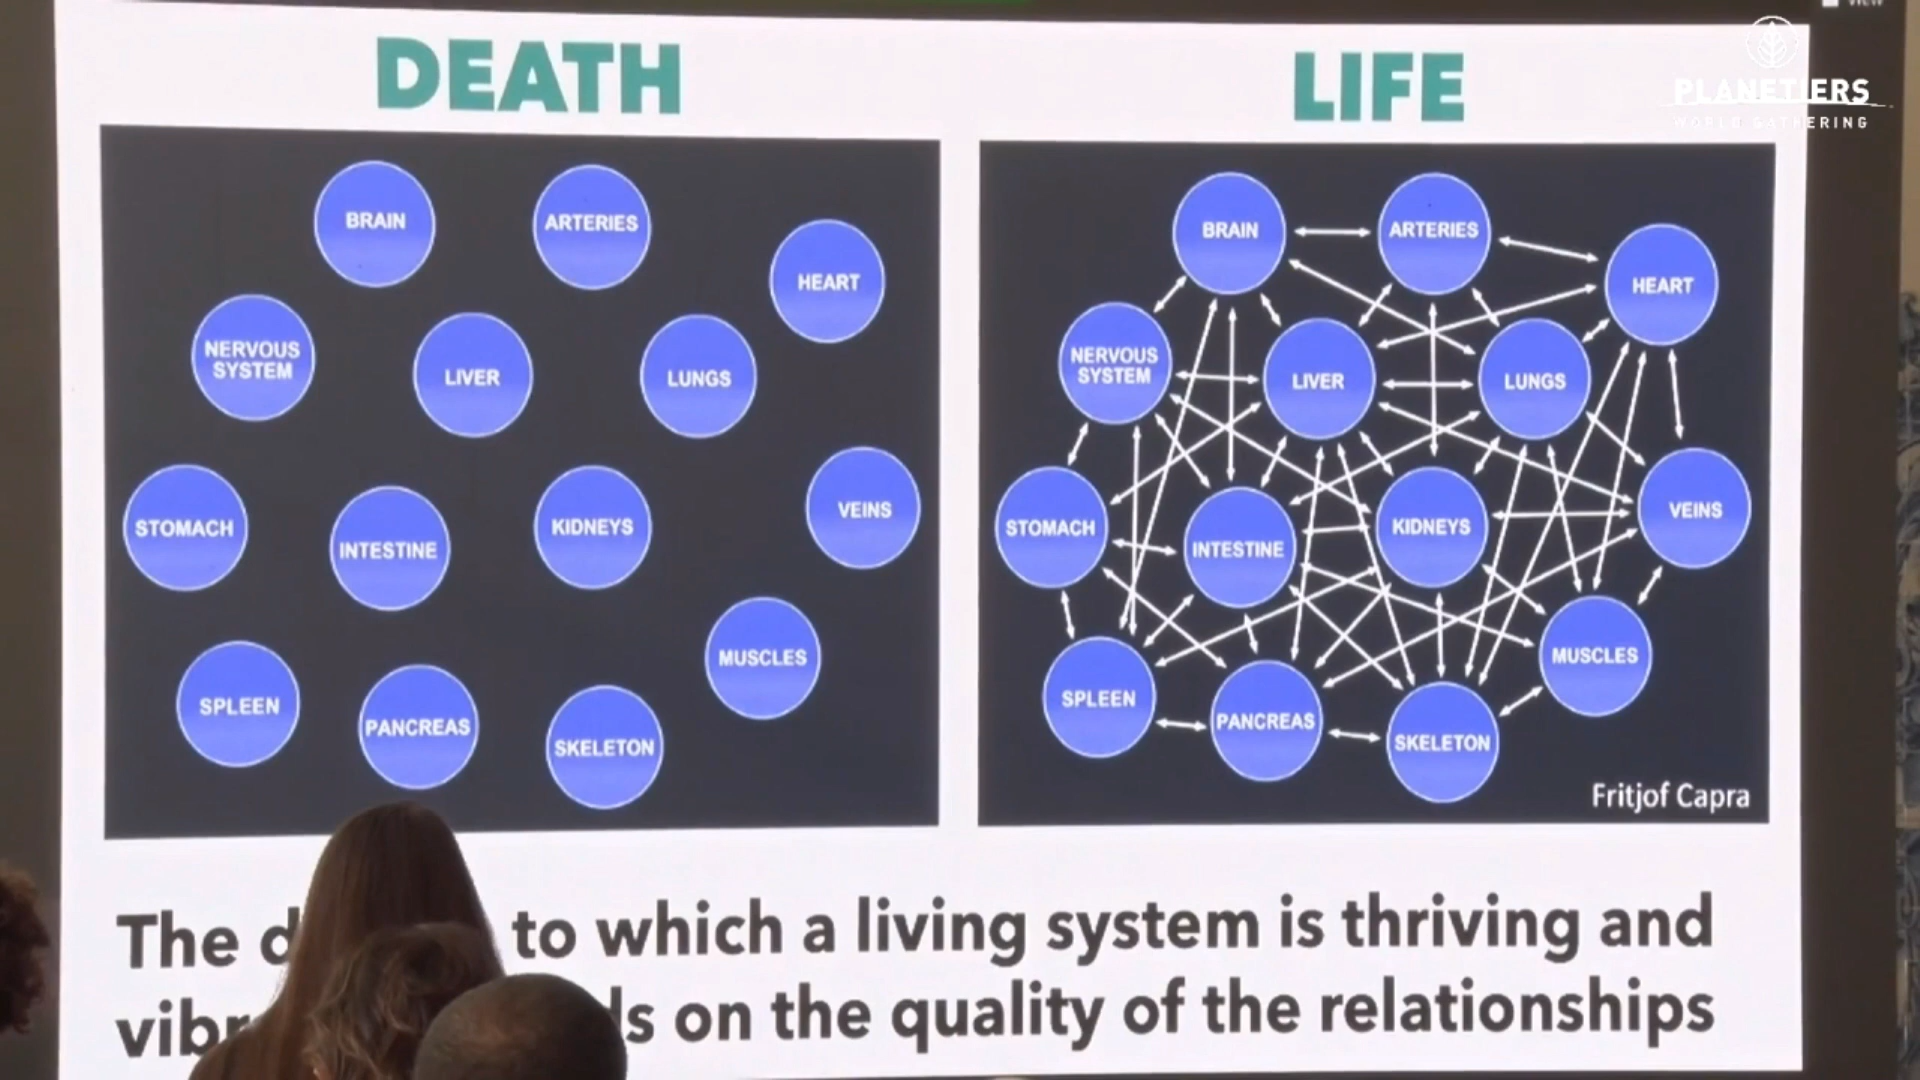 VIEW
PLANETIERS
WORLD GATHERING
DEATH
LIFE
BRAIN
ARTERIES
HEART
NERVOUS
SYSTEM
LIVER
LUNGS
STOMACH
INTESTINE
KIDNEYS
VEINS
SPLEEN
PANCREAS
SKELETON
MUSCLES
BRAIN
ARTERIES
HEART
NERVOUS
SYSTEM
LIVER
LUNGS
STOMACH
INTESTINE
KIDNEYS
VEINS
SPLEEN
PANCREAS
SKELETON
MUSCLES
Fritjof Capra
The to which a living system is thriving and
on the quality of the relationships